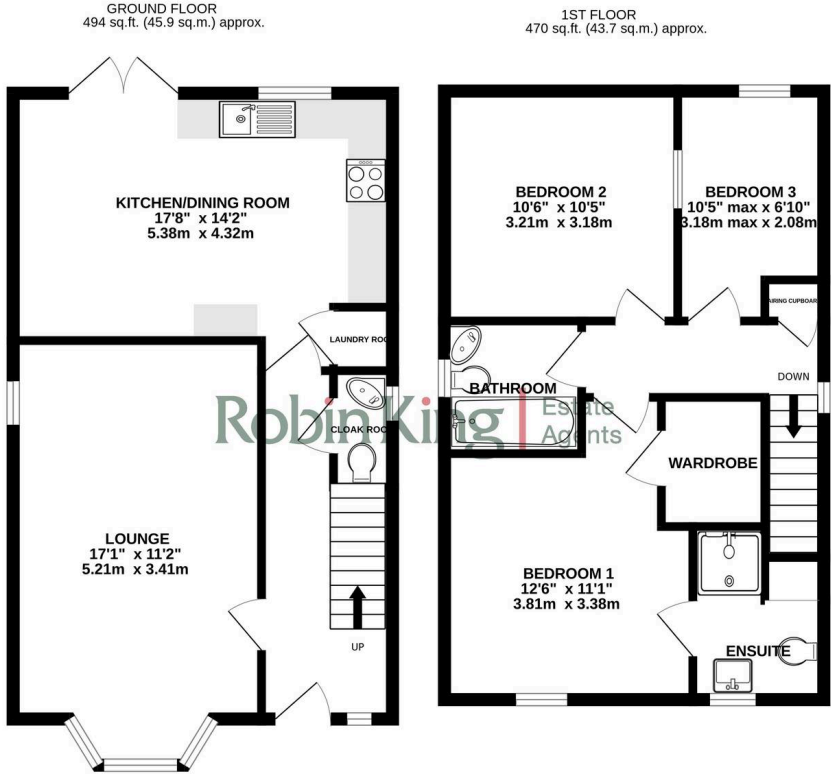 GROUND FLOOR
494 sq.ft. (45.9 sq.m.) approx.
1ST FLOOR
470 sq.ft. (43.7 sq.m.) approx.
KITCHEN/DINING ROOM
17'8" x 14'2"
5.38m x 4.32m
LAUNDRY ROO
CLOAK ROO
LOUNGE
17'1" x 11'2"
5.21m x 3.41m
UP
BEDROOM 2
10'6" x 10'5"
3.21m x 3.18m
BEDROOM 3
10'5" max x 6'10"
3.18m max x 2.08m
AIRING CUPBOAR
DOWN
BATHROOM
WARDROBE
BEDROOM 1
12'6" x 11'1"
3.81m x 3.38m
ENSUITE
Robin King
Estate
Agents